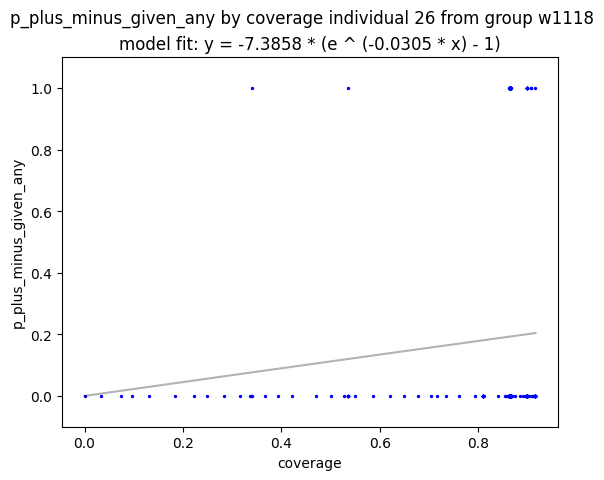 p_plus_minus_given_any by coverage individual 26 from group w1118
model fit: y = -7.3858 * (e ^ (-0.0305 * x) - 1)
1.0
0.8
0.6
0.4
0.2
0.0
p_plus_minus_given_any
0.0 0.2 0.4 0.6 0.8
coverage